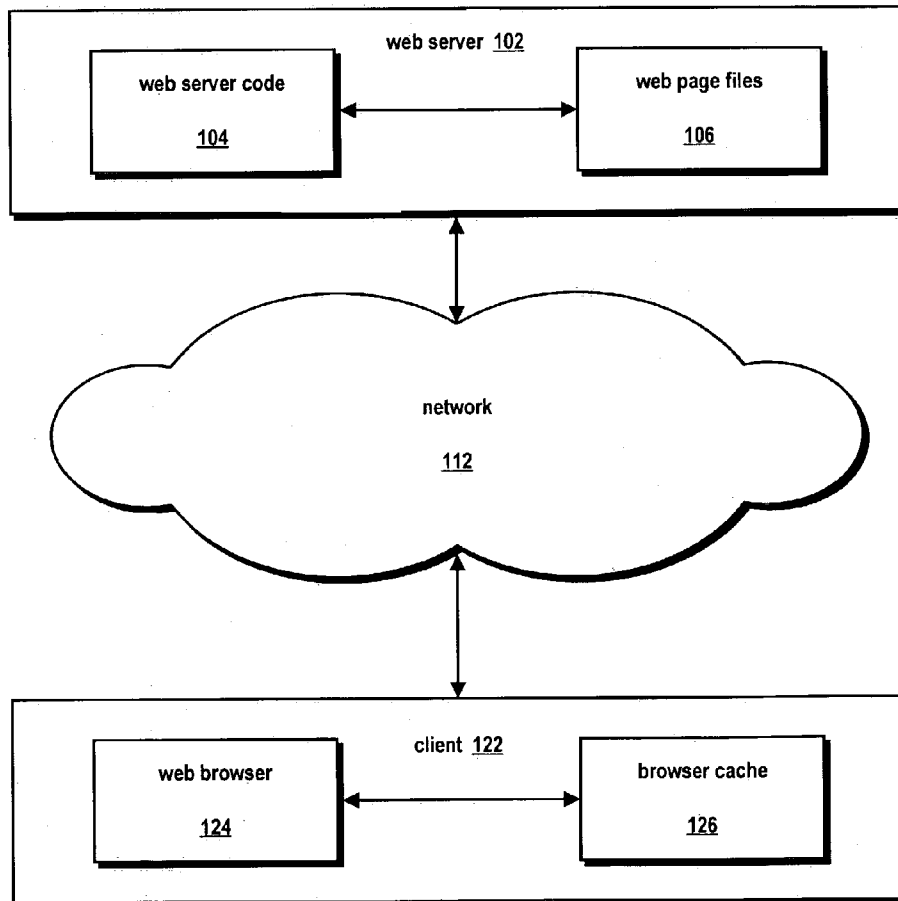 web server 102
web server code
104
web page files
106
network
112
client 122
web browser
124
browser cache
126